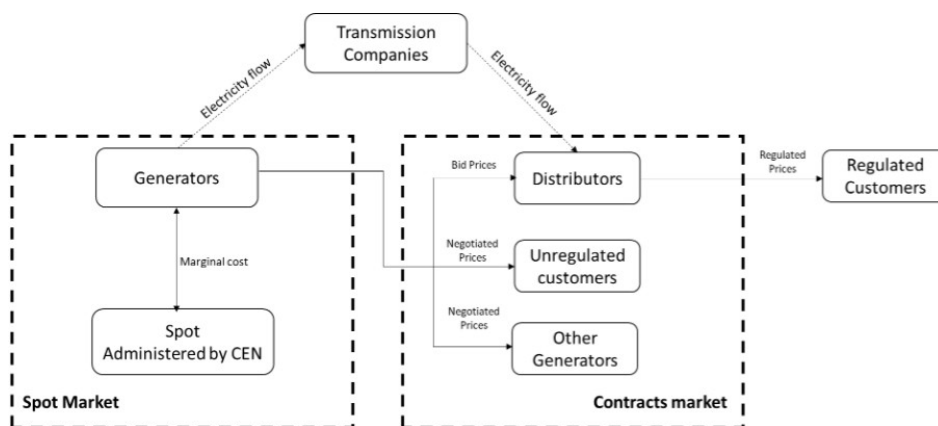 Transmission
Companies
Electricity flow
Electricity flow
Generators
Marginal cost
Spot
Administered by CEN
Spot Market
Bid Prices
Distributors
Negotiated
Prices
Unregulated
customers
Negotiated
Prices
Other
Generators
Contracts market
Regulated
Prices
Regulated
Customers